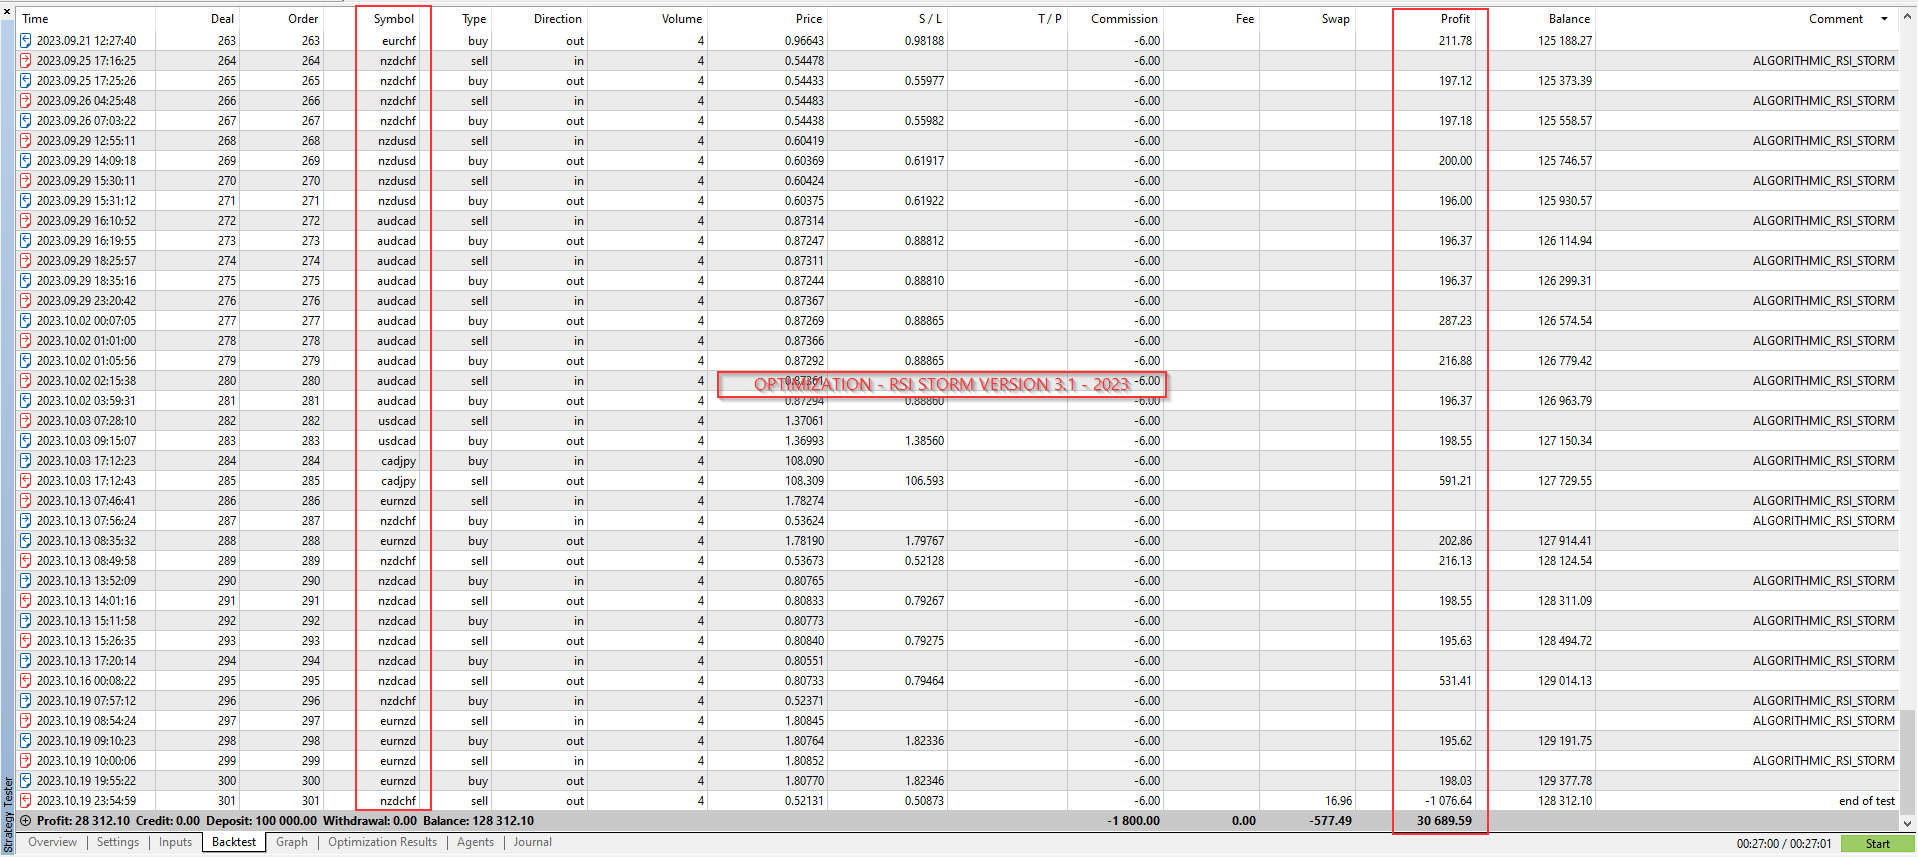 Time Deal Order Symbol Type Direction Volume Price S / L T / P Commission Fee Swap Profit Balance Comment
2023.09.21 12:27:40 263 263 eurchf buy out 4 0.96643 0.98188 -6.00 211.78 125 188.27
2023.09.25 17:16:25 264 264 nzdchf sell in 4 0.54478 -6.00 ALGORITHMIC_RSI_STORM
2023.09.25 17:25:26 265 265 nzdchf buy out 4 0.54433 0.55977 -6.00 197.12 125 373.39
2023.09.26 04:25:48 266 266 nzdchf sell in 4 0.54483 -6.00 ALGORITHMIC_RSI_STORM
2023.09.26 07:03:22 267 267 nzdchf buy out 4 0.54438 0.55982 -6.00 197.18 125 558.57
2023.09.29 12:55:11 268 268 nzdusd sell in 4 0.60419 -6.00 ALGORITHMIC_RSI_STORM
2023.09.29 14:09:18 269 269 nzdusd buy out 4 0.60369 0.61917 -6.00 200.00 125 746.57
2023.09.29 15:30:11 270 270 nzdusd sell in 4 0.60424 -6.00 ALGORITHMIC_RSI_STORM
2023.09.29 15:31:12 271 271 nzdusd buy out 4 0.60375 0.61922 -6.00 196.00 125 930.57
2023.09.29 16:10:52 272 272 audcad sell in 4 0.87314 -6.00 ALGORITHMIC_RSI_STORM
2023.09.29 16:19:55 273 273 audcad buy out 4 0.87247 0.88812 -6.00 196.37 126 114.94
2023.09.29 18:25:57 274 274 audcad sell in 4 0.87311 -6.00 ALGORITHMIC_RSI_STORM
2023.09.29 18:35:16 275 275 audcad buy out 4 0.87244 0.88810 -6.00 196.37 126 299.31
2023.09.29 23:20:42 276 276 audcad sell in 4 0.87367 -6.00 ALGORITHMIC_RSI_STORM
2023.10.02 00:07:05 277 277 audcad buy out 4 0.87269 0.88865 -6.00 287.23 126 574.54
2023.10.02 01:01:00 278 278 audcad sell in 4 0.87366 -6.00 ALGORITHMIC_RSI_STORM
2023.10.02 01:05:56 279 279 audcad buy out 4 0.87292 0.88865 -6.00 216.88 126 779.42
2023.10.02 02:15:38 280 280 audcad sell in 4 0.87361 -6.00 ALGORITHMIC_RSI_STORM
OPTIMIZATION - RSI STORM VERSION 3.1 - 2023
2023.10.02 03:59:31 281 281 audcad buy out 4 0.87294 0.88860 -6.00 196.37 126 963.79
2023.10.03 07:28:10 282 282 usdcad sell in 4 1.37061 -6.00 ALGORITHMIC_RSI_STORM
2023.10.03 09:15:07 283 283 usdcad buy out 4 1.36993 1.38560 -6.00 198.55 127 150.34
2023.10.03 17:12:23 284 284 cadjpy buy in 4 108.090 -6.00 ALGORITHMIC_RSI_STORM
2023.10.03 17:12:43 285 285 cadjpy sell out 4 108.309 106.593 -6.00 591.21 127 729.55
2023.10.13 07:46:41 286 286 eurnzd sell in 4 1.78274 -6.00 ALGORITHMIC_RSI_STORM
2023.10.13 07:56:24 287 287 nzdchf buy in 4 0.53624 -6.00 ALGORITHMIC_RSI_STORM
2023.10.13 08:35:32 288 288 eurnzd buy out 4 1.78190 1.79767 -6.00 202.86 127 914.41
2023.10.13 08:49:58 289 289 nzdchf sell out 4 0.53673 0.52128 -6.00 216.13 128 124.54
2023.10.13 13:52:09 290 290 nzdcad buy in 4 0.80765 -6.00 ALGORITHMIC_RSI_STORM
2023.10.13 14:01:16 291 291 nzdcad sell out 4 0.80833 0.79267 -6.00 198.55 128 311.09
2023.10.13 15:11:58 292 292 nzdcad buy in 4 0.80773 -6.00 ALGORITHMIC_RSI_STORM
2023.10.13 15:26:35 293 293 nzdcad sell out 4 0.80840 0.79275 -6.00 195.63 128 494.72
2023.10.13 17:20:14 294 294 nzdcad buy in 4 0.80551 -6.00 ALGORITHMIC_RSI_STORM
2023.10.16 00:08:22 295 295 nzdcad sell out 4 0.80733 0.79464 -6.00 531.41 129 014.13
2023.10.19 07:57:12 296 296 nzdchf buy in 4 0.52371 -6.00 ALGORITHMIC_RSI_STORM
2023.10.19 08:54:24 297 297 eurnzd sell in 4 1.80845 -6.00 ALGORITHMIC_RSI_STORM
2023.10.19 09:10:23 298 298 eurnzd buy out 4 1.80764 1.82336 -6.00 195.62 129 191.75
2023.10.19 10:00:06 299 299 eurnzd sell in 4 1.80852 -6.00 ALGORITHMIC_RSI_STORM
2023.10.19 19:55:22 300 300 eurnzd buy out 4 1.80770 1.82346 -6.00 198.03 129 377.78
2023.10.19 23:54:59 301 301 nzdchf sell out 4 0.52131 0.50873 -6.00 16.96 -1 076.64 128 312.10 end of test
Profit: 28 312.10 Credit: 0.00 Deposit: 100 000.00 Withdrawal: 0.00 Balance: 128 312.10 -1 800.00 0.00 -577.49 30 689.59
Strategy Tester
Overview Settings Inputs Backtest Graph Optimization Results Agents Journal 00:27:00 / 00:27:01 Start